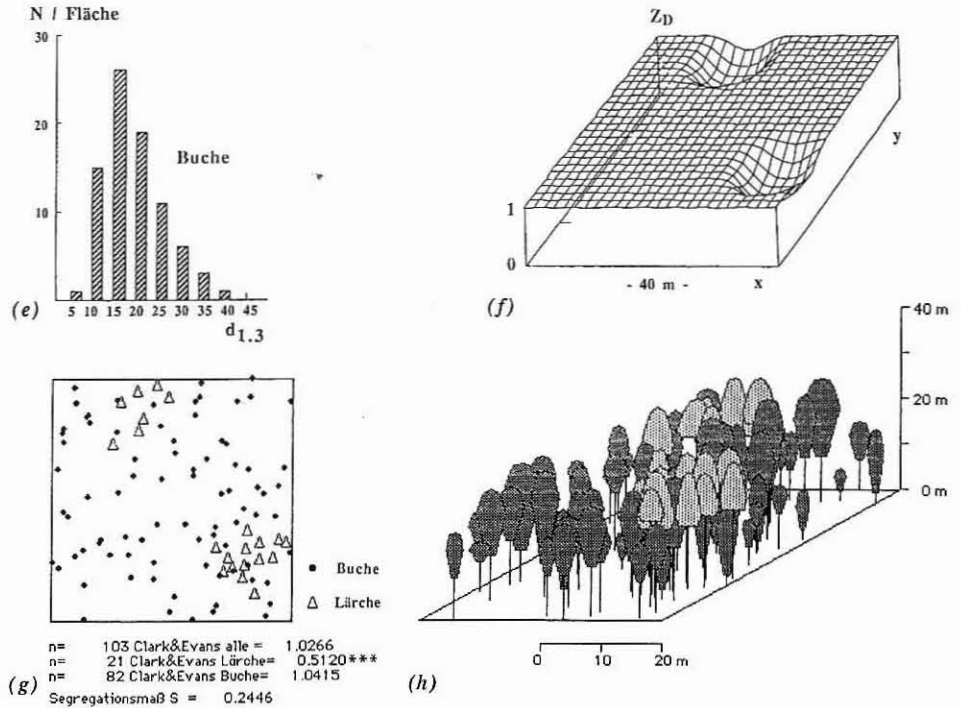 N / Fläche
30
20
10
Buche
5 10 15 20 25 30 35 40 45
d1.3
(e)
ZD
y
1
0
- 40 m -
x
(f)
Buche
Lärche
n= 103 Clark&Evans alle = 1.0266
n= 21 Clark&Evans Lärche= 0.5120***
n= 82 Clark&Evans Buche= 1.0415
(g)
Segregationsmaß S = 0.2446
40 m
20 m
0 m
0 10 20 m
(h)